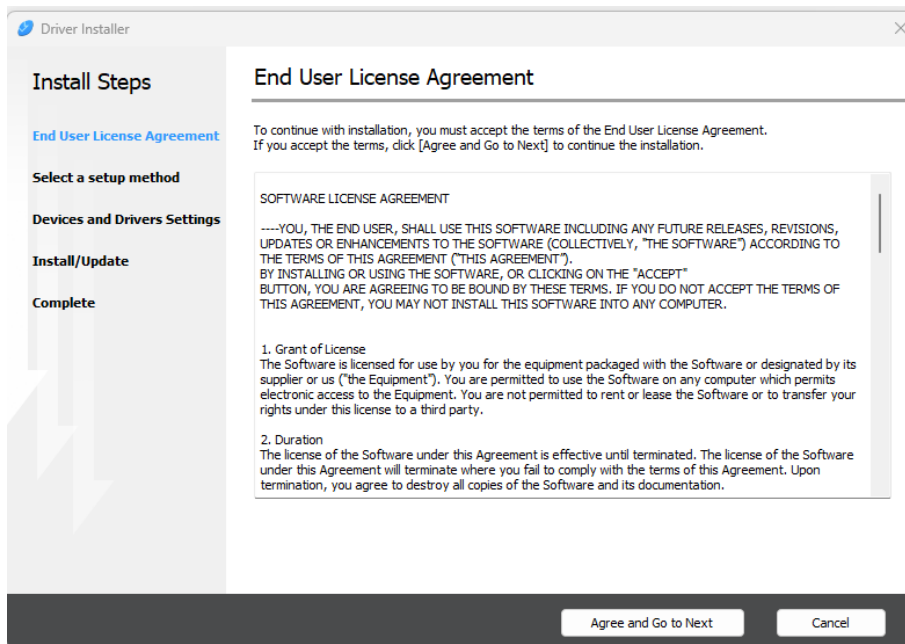 Driver Installer
Install Steps
End User License Agreement
Select a setup method
Devices and Drivers Settings
Install/Update
Complete
End User License Agreement
To continue with installation, you must accept the terms of the End User License Agreement.
If you accept the terms, click [Agree and Go to Next] to continue the installation.
SOFTWARE LICENSE AGREEMENT
----YOU, THE END USER, SHALL USE THIS SOFTWARE INCLUDING ANY FUTURE RELEASES, REVISIONS,
UPDATES OR ENHANCEMENTS TO THE SOFTWARE (COLLECTIVELY, "THE SOFTWARE") ACCORDING TO
THE TERMS OF THIS AGREEMENT ("THIS AGREEMENT").
BY INSTALLING OR USING THE SOFTWARE, OR CLICKING ON THE "ACCEPT"
BUTTON, YOU ARE AGREEING TO BE BOUND BY THESE TERMS. IF YOU DO NOT ACCEPT THE TERMS OF
THIS AGREEMENT, YOU MAY NOT INSTALL THIS SOFTWARE INTO ANY COMPUTER.
1. Grant of License
The Software is licensed for use by you for the equipment packaged with the Software or designated by its
supplier or us ("the Equipment"). You are permitted to use the Software on any computer which permits
electronic access to the Equipment. You are not permitted to rent or lease the Software or to transfer your
rights under this license to a third party.
2. Duration
The license of the Software under this Agreement is effective until terminated. The license of the Software
under this Agreement will terminate where you fail to comply with the terms of this Agreement. Upon
termination, you agree to destroy all copies of the Software and its documentation.
Agree and Go to Next
Cancel